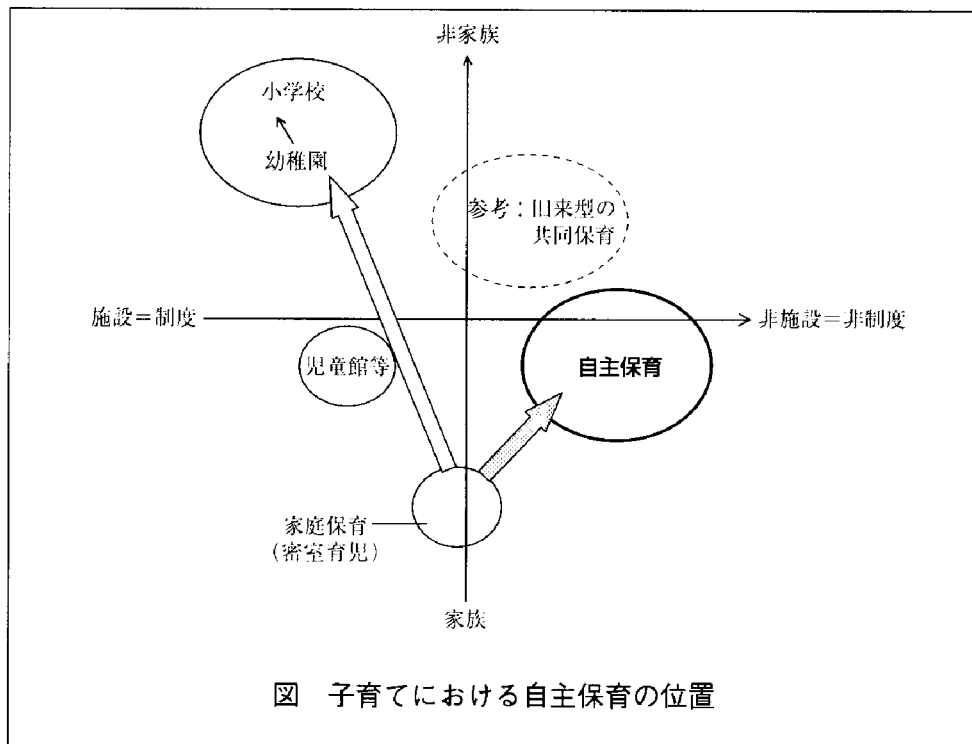 非家族
小学校
幼稚園
参考：旧来型の
共同保育
施設＝制度
非施設＝非制度
児童館等
自主保育
家庭保育
（密室育児）
家族
図　子育てにおける自主保育の位置